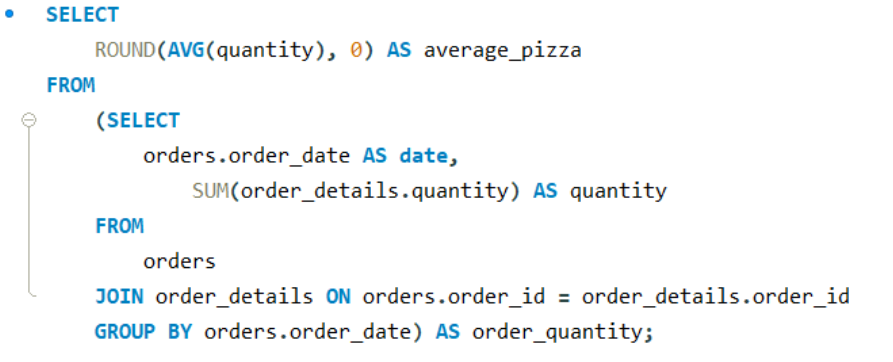 SELECT
ROUND(AVG(quantity), 0) AS average_pizza
FROM
(SELECT
orders.order_date AS date,
SUM(order_details.quantity) AS quantity
FROM
orders
JOIN order_details ON orders.order_id = order_details.order_id
GROUP BY orders.order_date) AS order_quantity;